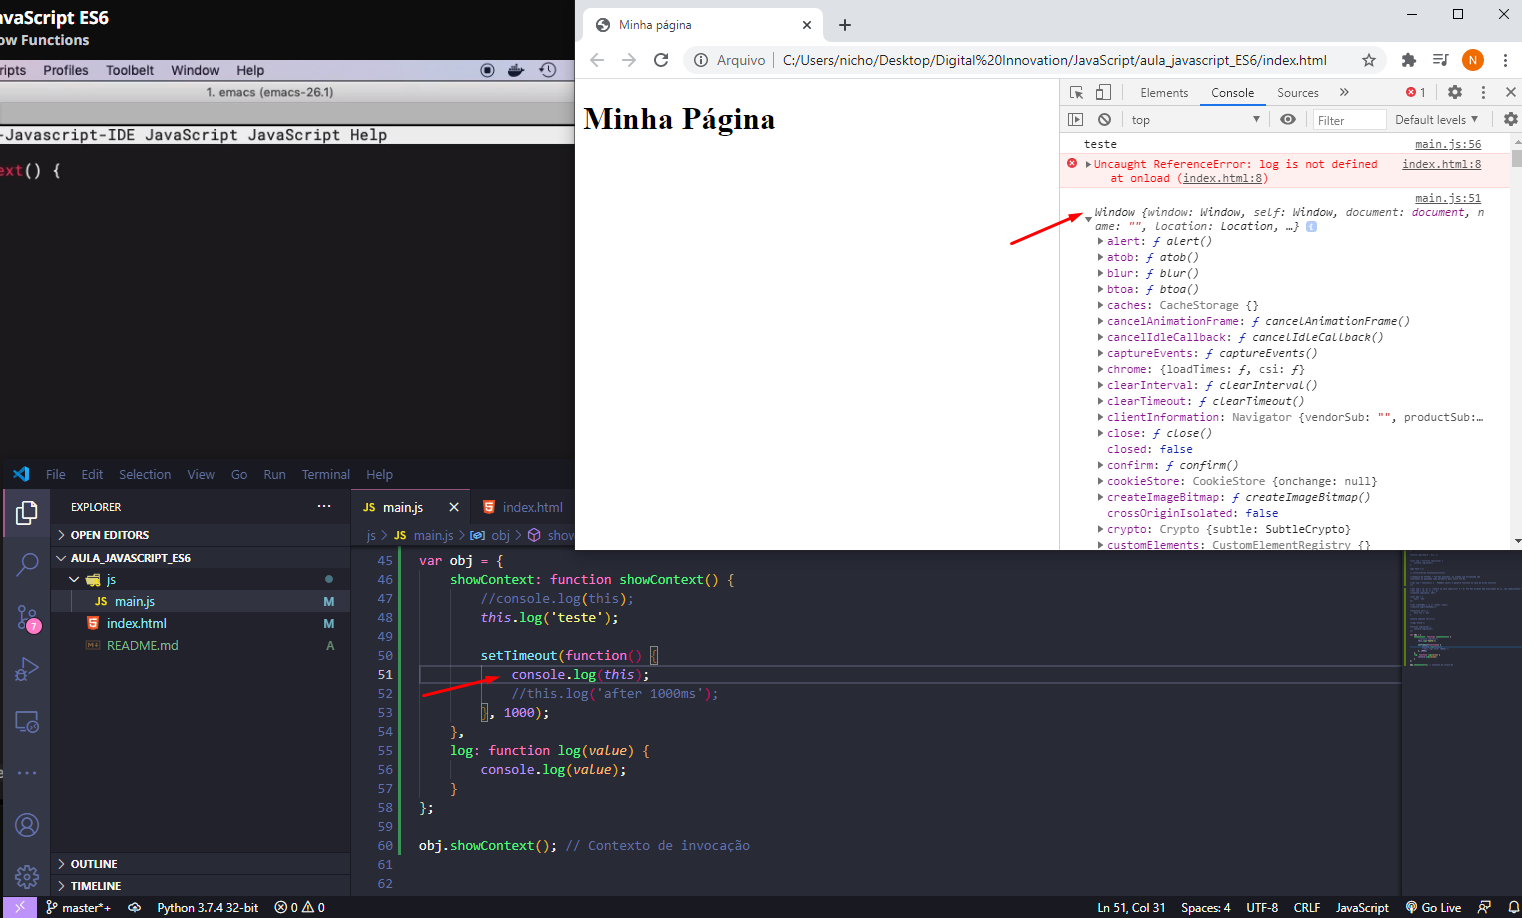 avaScript ES6
ow Functions
ripts Profiles Toolbelt Window Help
1. emacs (emacs-26.1)
-Javascript-IDE JavaScript JavaScript Help
ext() {
Minha página
Arquivo C:/Users/nicho/Desktop/Digital%20Innovation/JavaScript/aula_javascript_ES6/index.html N
Minha Página
Elements Console Sources » 1
top Filter Default levels ▼
teste main.js:56
Uncaught ReferenceError: log is not defined index.html:8
at onload (index.html:8)
main.js:51
Window {window: Window, self: Window, document: document, n
ame: "", location: Location, …} i
alert: ƒ alert()
atob: ƒ atob()
blur: ƒ blur()
btoa: ƒ btoa()
caches: CacheStorage {}
cancelAnimationFrame: ƒ cancelAnimationFrame()
cancelIdleCallback: ƒ cancelIdleCallback()
captureEvents: ƒ captureEvents()
chrome: {loadTimes: ƒ, csi: ƒ}
clearInterval: ƒ clearInterval()
clearTimeout: ƒ clearTimeout()
clientInformation: Navigator {vendorSub: "", productSub:…
close: ƒ close()
closed: false
confirm: ƒ confirm()
cookieStore: CookieStore {onchange: null}
createImageBitmap: ƒ createImageBitmap()
crossOriginIsolated: false
crypto: Crypto {subtle: SubtleCrypto}
customElements: CustomElementRegistry {}
File Edit Selection View Go Run Terminal Help
EXPLORER ···
OPEN EDITORS
AULA_JAVASCRIPT_ES6
js
JS main.js M
index.html M
README.md A
7
OUTLINE
TIMELINE
JS main.js index.html
js > JS main.js > obj > show
45 var obj = {
46 showContext: function showContext() {
47 //console.log(this);
48 this.log('teste');
49
50 setTimeout(function() {
51 console.log(this);
52 //this.log('after 1000ms');
53 }, 1000);
54 },
55 log: function log(value) {
56 console.log(value);
57 }
58 };
59
60 obj.showContext(); // Contexto de invocação
61
62
master*+ Python 3.7.4 32-bit 0 0 Ln 51, Col 31 Spaces: 4 UTF-8 CRLF JavaScript Go Live